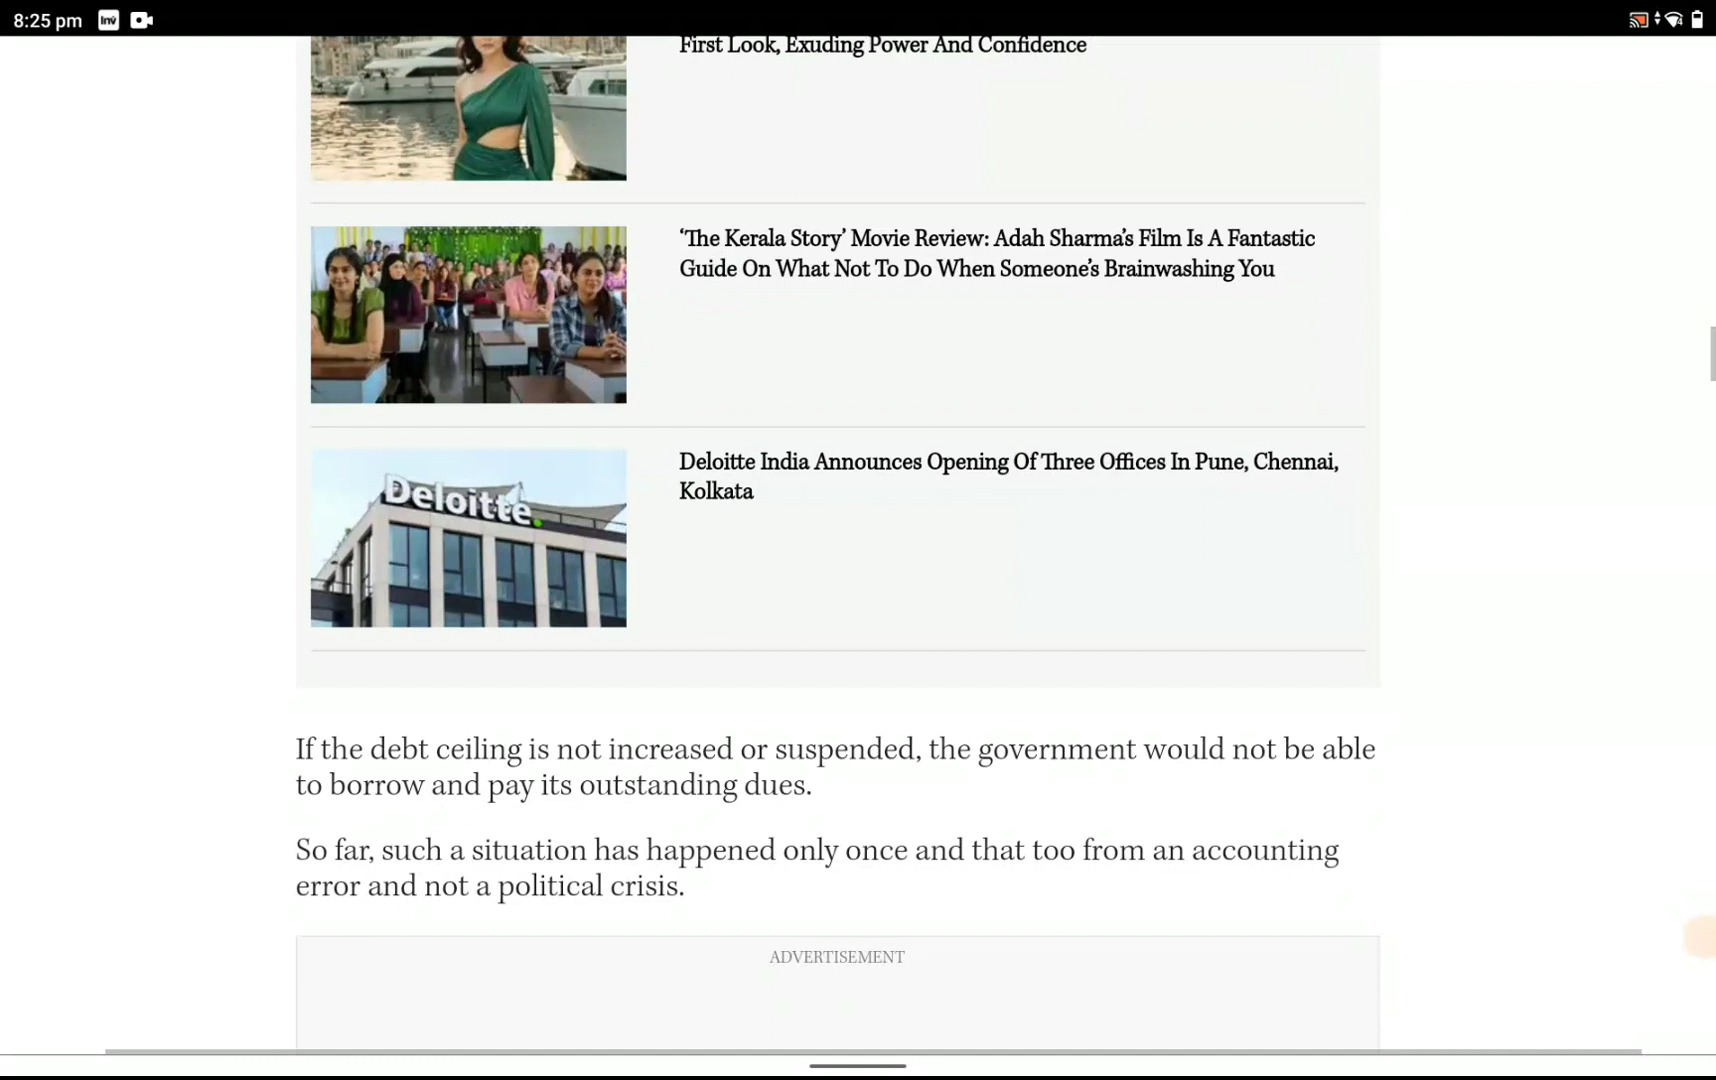 8:25 pm
inv
First Look, Exuding Power And Confidence
‘The Kerala Story’ Movie Review: Adah Sharma’s Film Is A Fantastic
Guide On What Not To Do When Someone’s Brainwashing You
Deloitte.
Deloitte India Announces Opening Of Three Offices In Pune, Chennai,
Kolkata
If the debt ceiling is not increased or suspended, the government would not be able
to borrow and pay its outstanding dues.
So far, such a situation has happened only once and that too from an accounting
error and not a political crisis.
ADVERTISEMENT